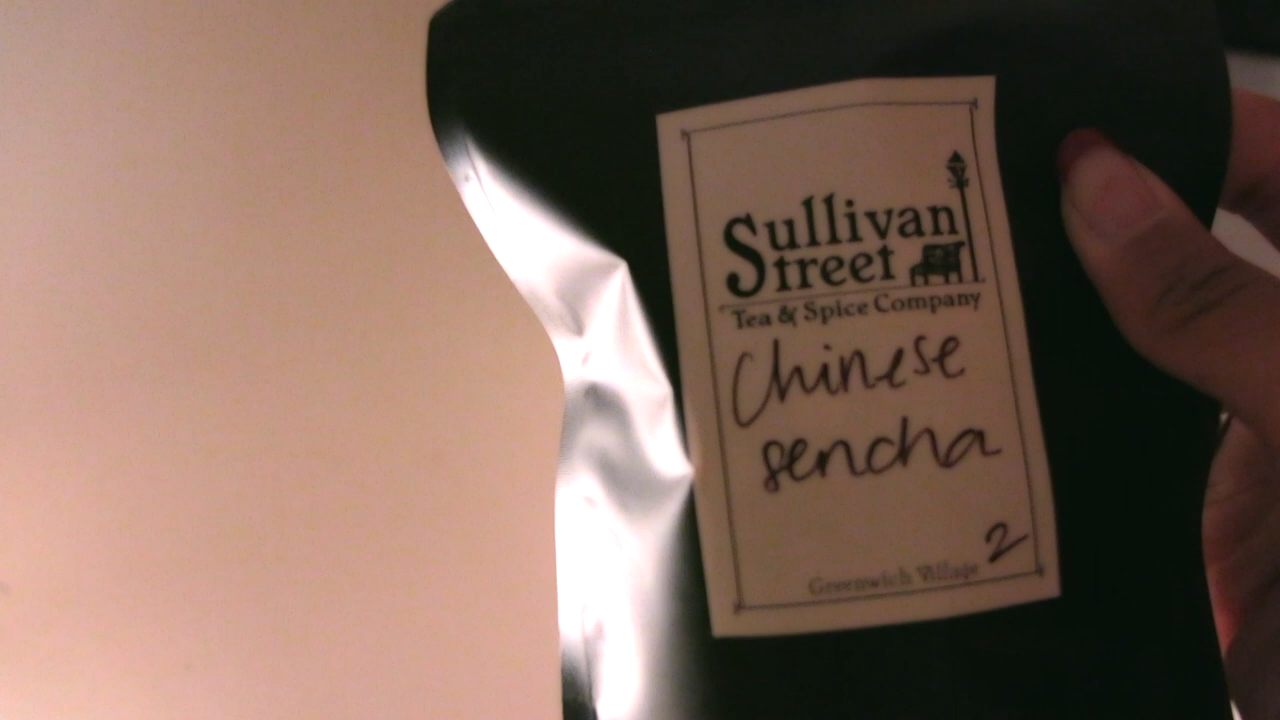 Sullivan
Street
Tea & Spice Company
Chinese
sencha
2
Greenwich Village